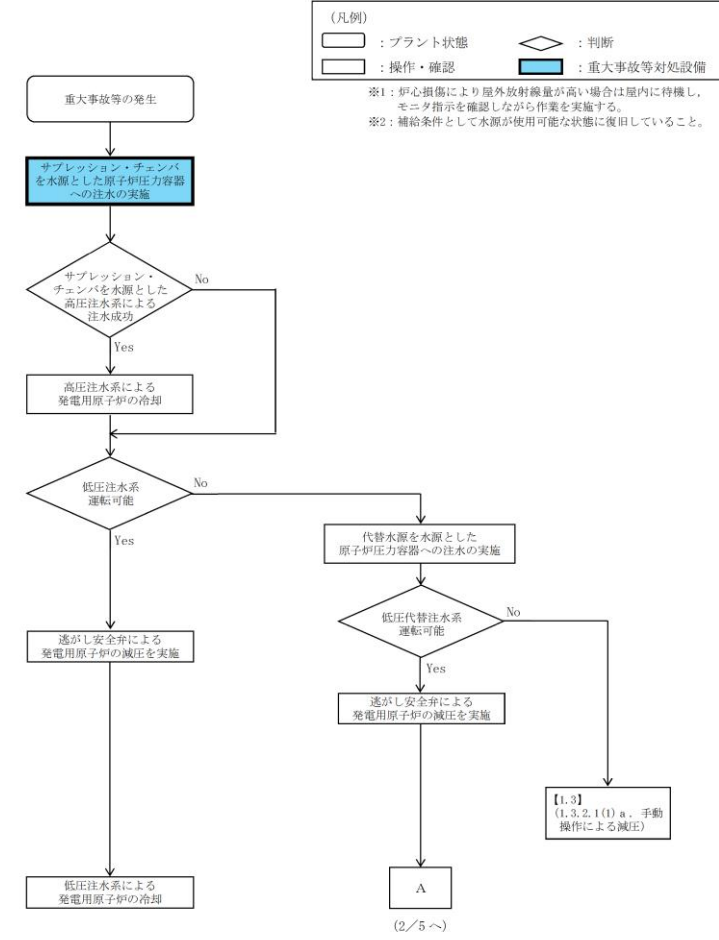 (凡例)
：プラント状態
：判断
：操作・確認
：重大事故等対処設備
※1：炉心損傷により屋外放射線量が高い場合は屋内に待機し，
モニタ指示を確認しながら作業を実施する。
※2：補給条件として水源が使用可能な状態に復旧していること。
重大事故等の発生
サプレッション・チェンバ
を水源とした原子炉圧力容器
への注水の実施
サプレッション・
チェンバを水源とした
高圧注水系による
注水成功
No
Yes
高圧注水系による
発電用原子炉の冷却
低圧注水系
運転可能
No
Yes
代替水源を水源とした
原子炉圧力容器への注水の実施
低圧代替注水系
運転可能
No
Yes
逃がし安全弁による
発電用原子炉の減圧を実施
逃がし安全弁による
発電用原子炉の減圧を実施
【1.3】
(1.3.2.1(1) a．手動
操作による減圧)
低圧注水系による
発電用原子炉の冷却
A
(2／5 へ)